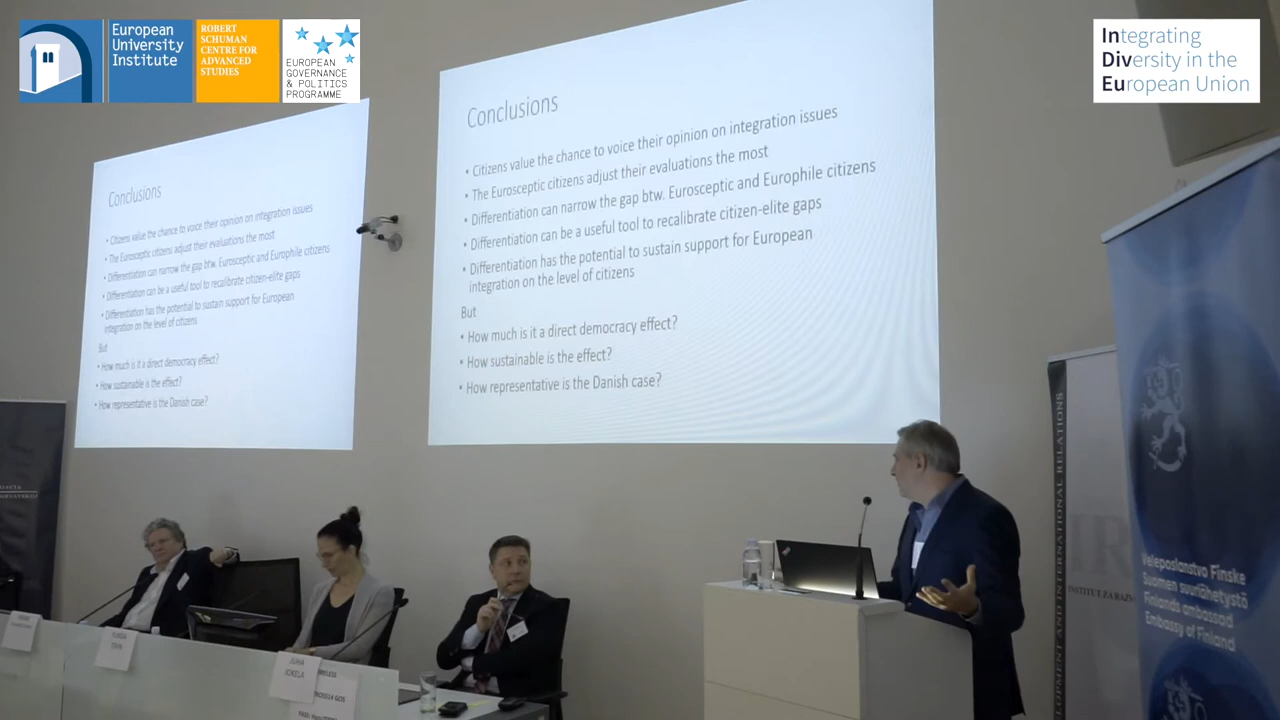 European
University
Institute
ROBERT
SCHUMAN
CENTRE FOR
ADVANCED
STUDIES
EUROPEAN
GOVERNANCE
& POLITICS
PROGRAMME
Integrating
Diversity in the
European Union
Conclusions
• Citizens value the chance to voice their opinion on integration issues
• The Eurosceptic citizens adjust their evaluations the most
• Differentiation can narrow the gap btw. Eurosceptic and Europhile citizens
• Differentiation can be a useful tool to recalibrate citizen-elite gaps
• Differentiation has the potential to sustain support for European
integration on the level of citizens
But
• How much is it a direct democracy effect?
• How sustainable is the effect?
• How representative is the Danish case?
Conclusions
• Citizens value the chance to voice their opinion on integration issues
• The Eurosceptic citizens adjust their evaluations the most
• Differentiation can narrow the gap btw. Eurosceptic and Europhile citizens
• Differentiation can be a useful tool to recalibrate citizen-elite gaps
• Differentiation has the potential to sustain support for European
integration on the level of citizens
But
• How much is it a direct democracy effect?
• How sustainable is the effect?
• How representative is the Danish case?
JUHA
JOKELA
INTERNATIONAL RELATIONS
INSTITUT ZA
Veleposlanstvo Finske
Suomen suurlähetystö
Finlands ambassad
Embassy of Finland